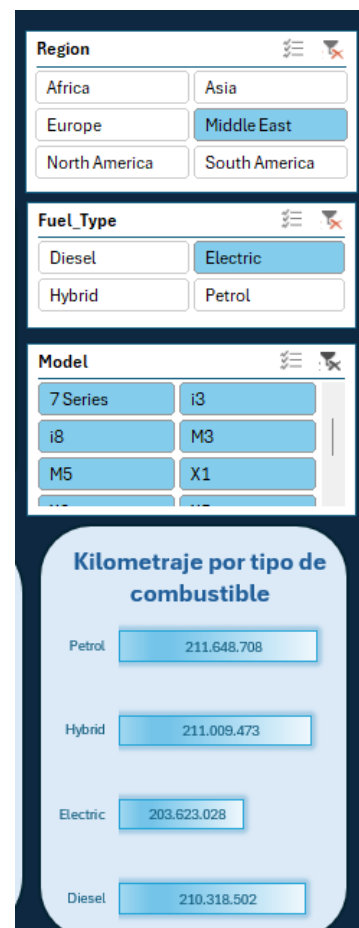 Region
Africa
Asia
Europe
Middle East
North America
South America
Fuel_Type
Diesel
Electric
Hybrid
Petrol
Model
7 Series
i3
i8
M3
M5
X1
Kilometraje por tipo de
combustible
Petrol
211.648.708
Hybrid
211.009.473
Electric
203.623.028
Diesel
210.318.502